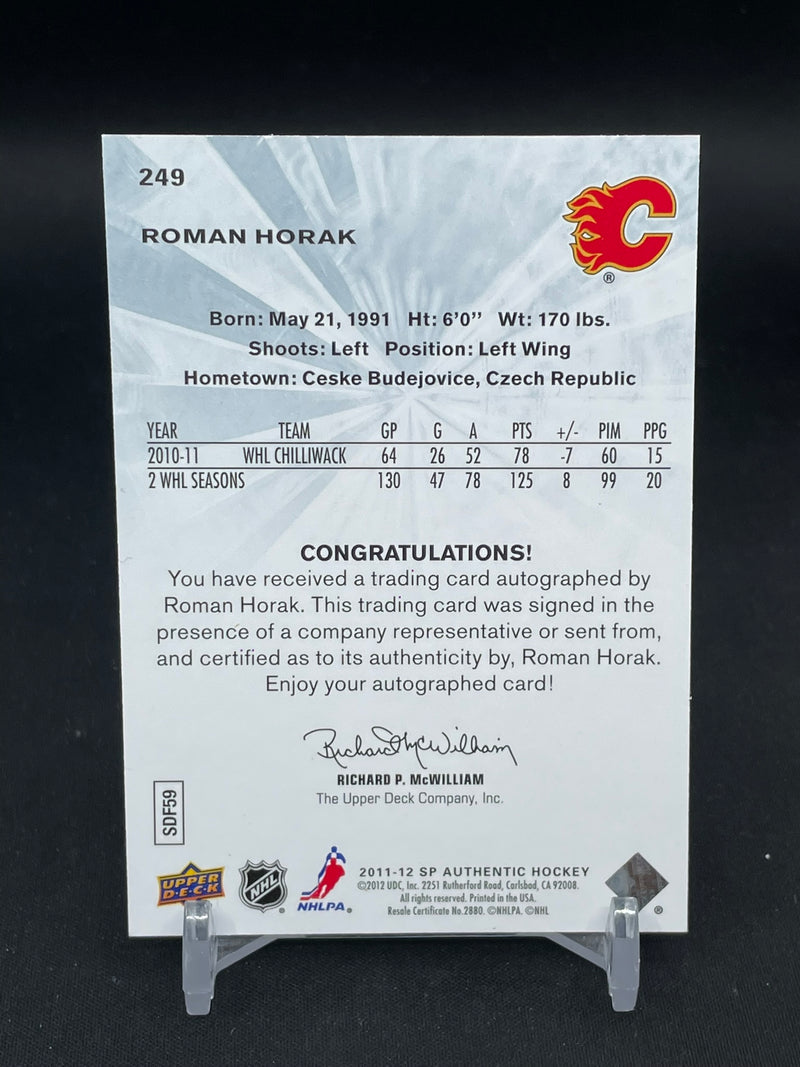 249
ROMAN HORAK
C
®
Born: May 21, 1991 Ht: 6'0" Wt: 170 lbs.
Shoots: Left Position: Left Wing
Hometown: Ceske Budejovice, Czech Republic
YEAR TEAM GP G A PTS +/- PIM PPG
2010-11 WHL CHILLIWACK 64 26 52 78 -7 60 15
2 WHL SEASONS 130 47 78 125 8 99 20
CONGRATULATIONS!
You have received a trading card autographed by
Roman Horak. This trading card was signed in the
presence of a company representative or sent from,
and certified as to its authenticity by, Roman Horak.
Enjoy your autographed card!
Richard McWilliam
RICHARD P. McWILLIAM
The Upper Deck Company, Inc.
SDF59
UPPER DECK
NHL ®
NHLPA ®
2011-12 SP AUTHENTIC HOCKEY
©2012 UDC, Inc. 2251 Rutherford Road, Carlsbad, CA 92008.
All rights reserved. Printed in the USA.
Resale Certificate No.2880. ©NHLPA. ©NHL
®